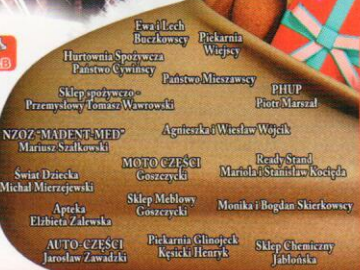 Ewa i Lech
Buczkowscy
Piekarnia
Wiejscy
Hurtownia Spożywcza
Państwo Cywińscy
Państwo Mieszawscy
Sklep spożywczo –
Przemysłowy Tomasz Wawrowski
PHUP
Piotr Marszał
NZOZ "MADENT-MED"
Mariusz Szałkowski
Agnieszka i Wiesław Wójcik
MOTO CZĘŚCI
Goszczycki
Ready Stand
Mariola i Stanisław Kocięda
Świat Dziecka
Michał Mierzejewski
Sklep Meblowy
Goszczycki
Monika i Bogdan Skierkowscy
Apteka
Elżbieta Zalewska
AUTO-CZĘŚCI
Jarosław Zawadzki
Piekarnia Glinojeck
Kęsicki Henryk
Sklep Chemiczny
Jabłońska